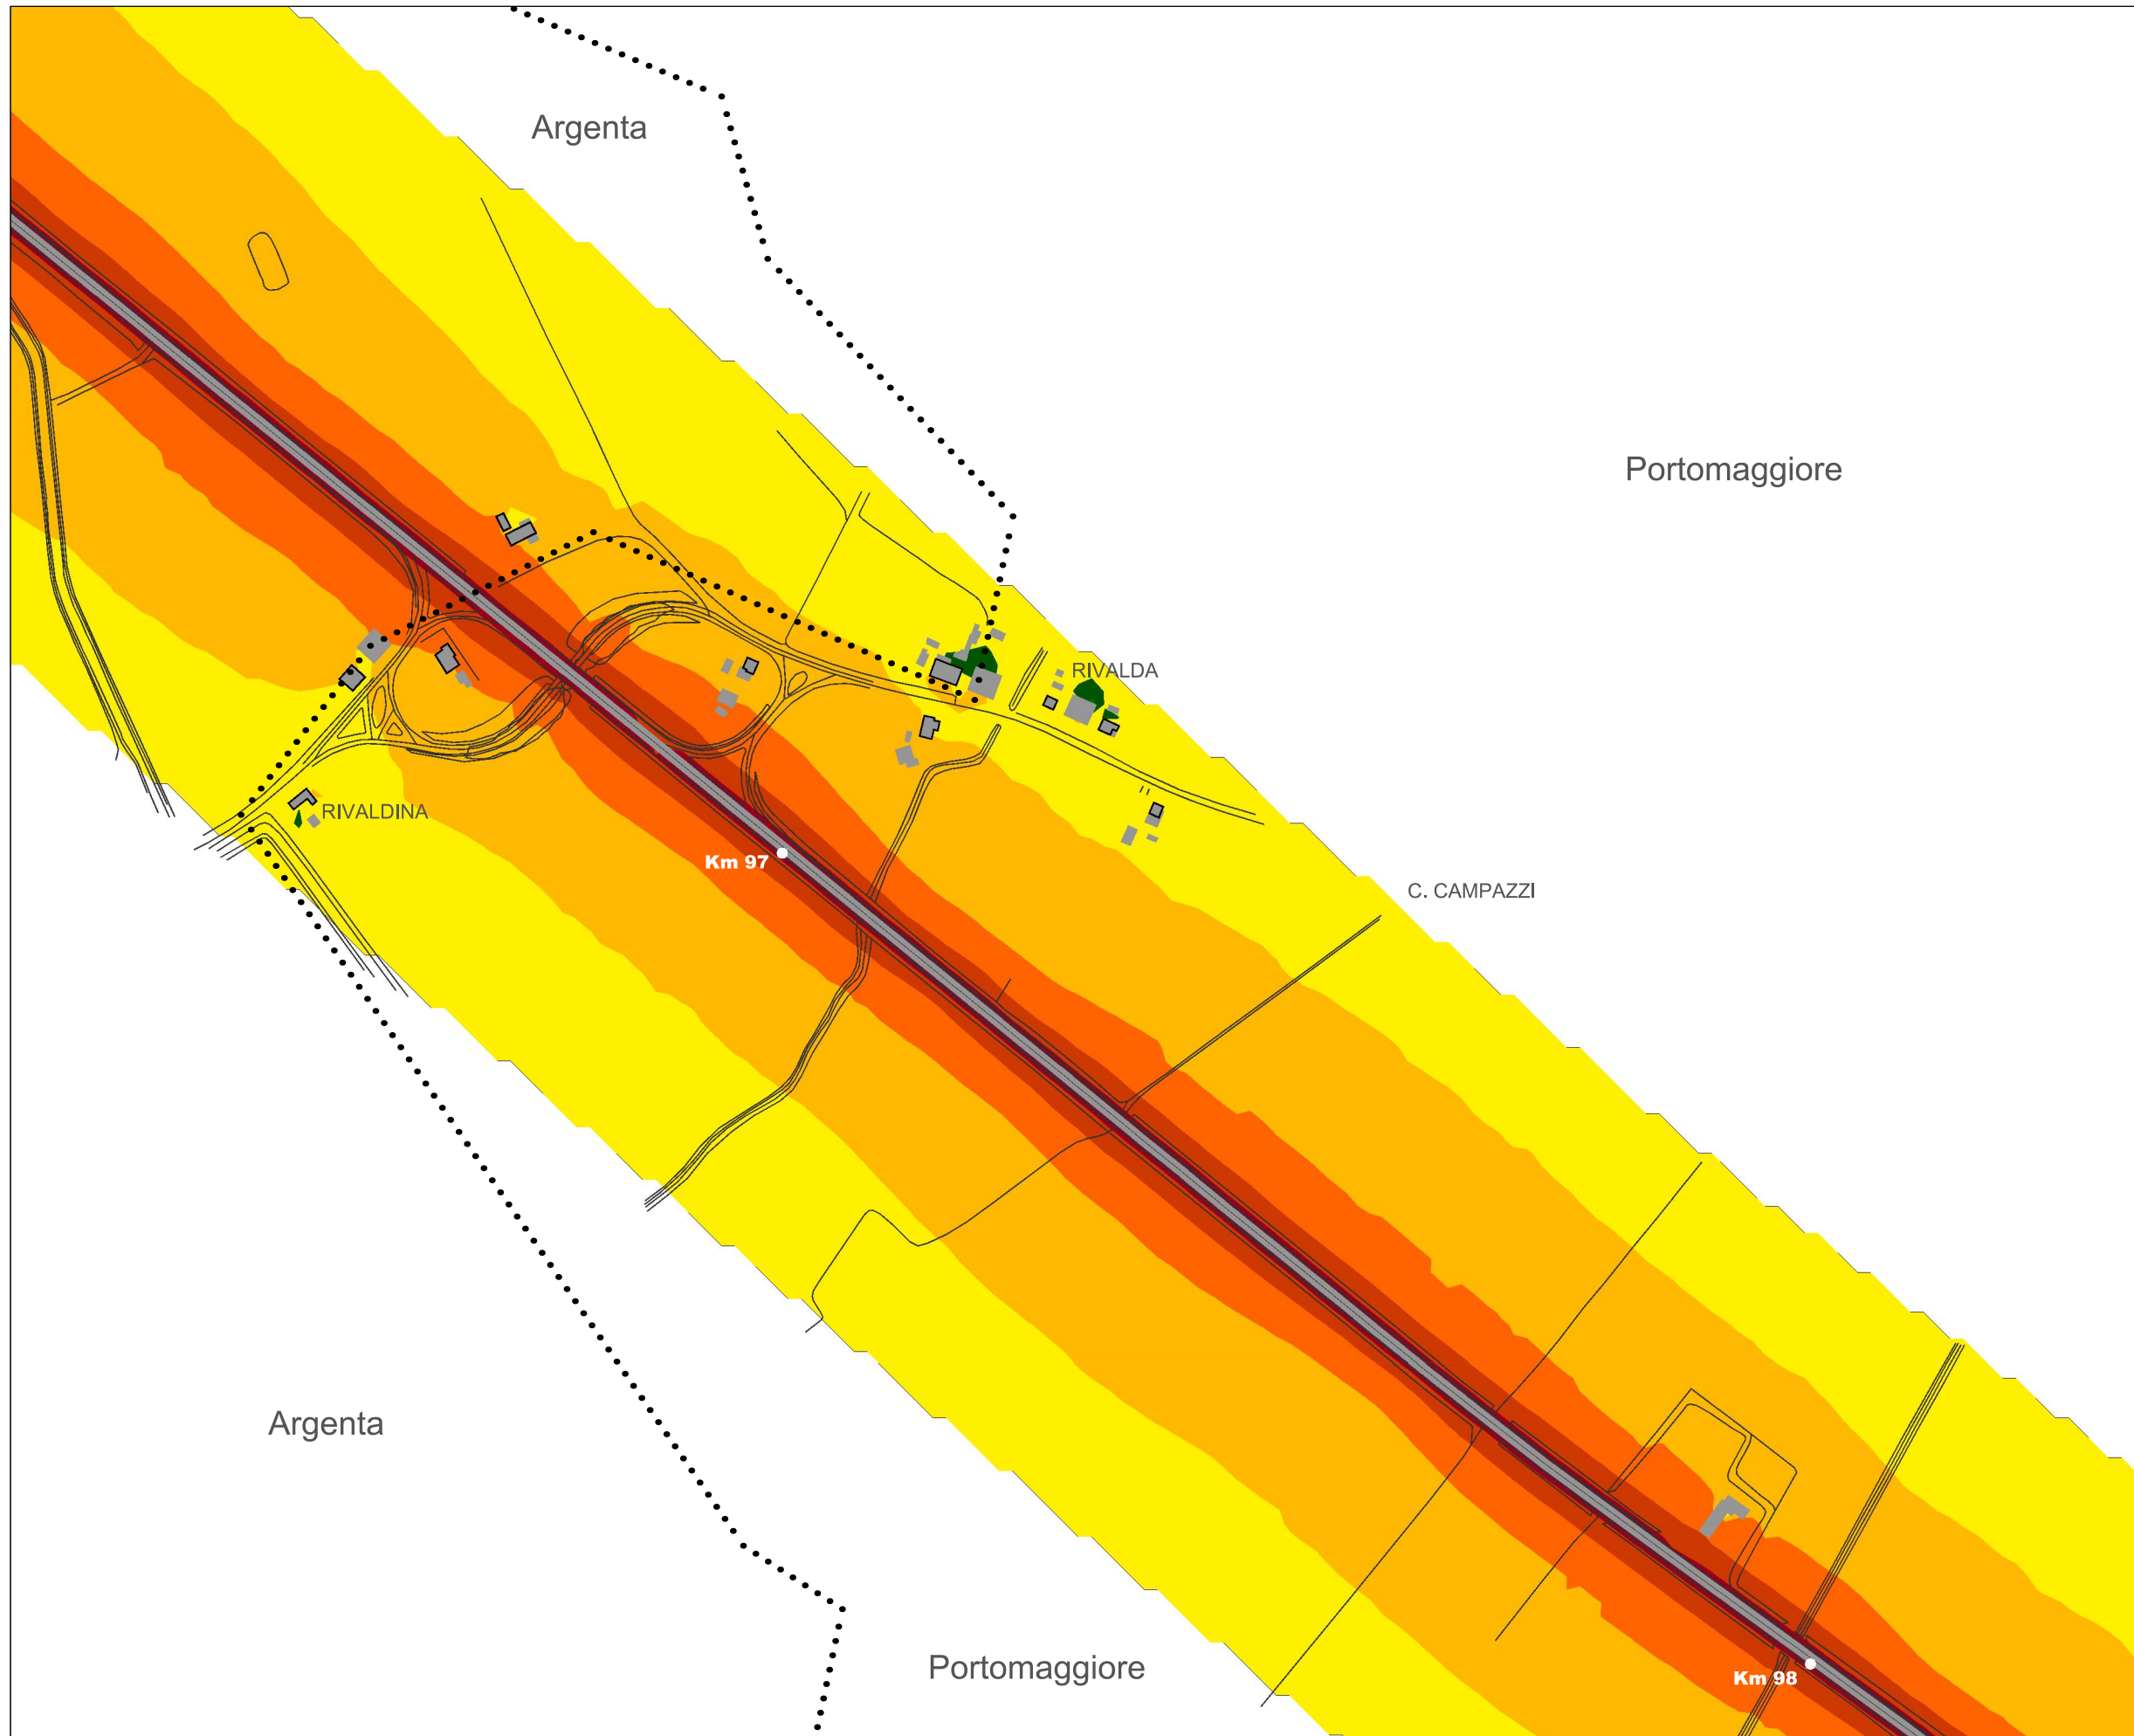 Argenta
Portomaggiore
RIVALDA
RIVALDINA
Km 97
C. CAMPAZZI
Argenta
Portomaggiore
Km 98